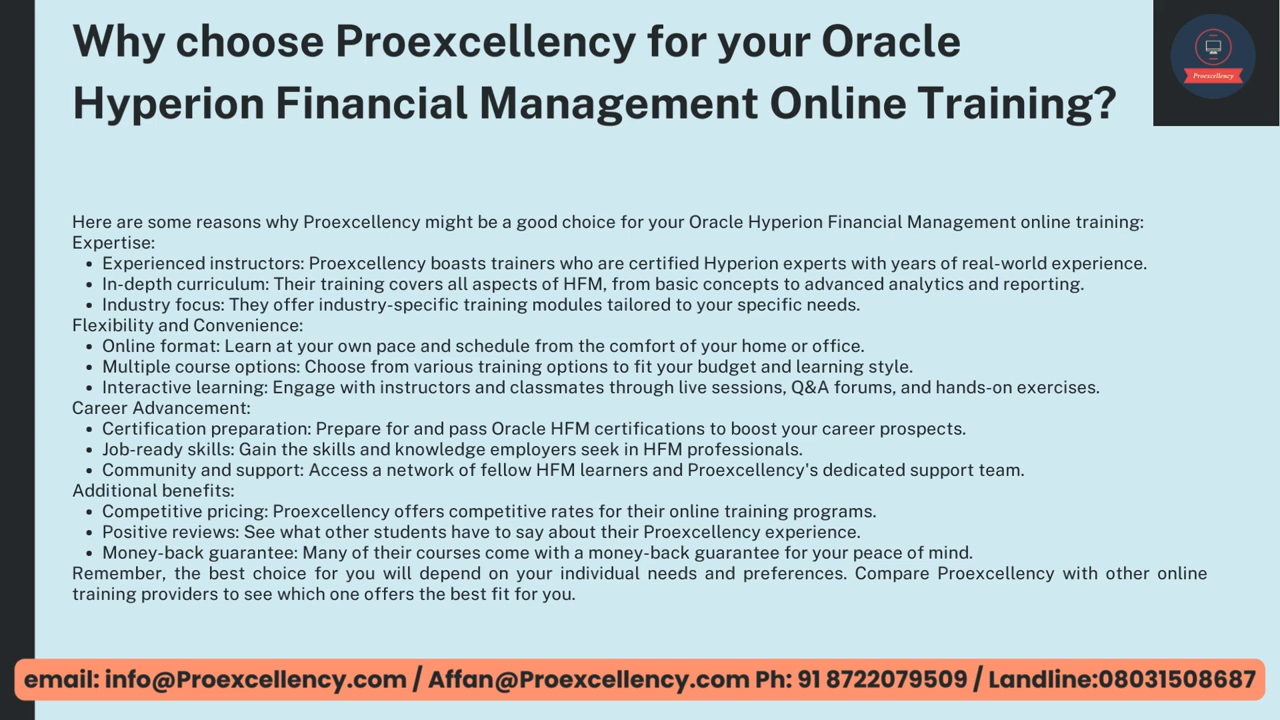 Why choose Proexcellency for your Oracle
Hyperion Financial Management Online Training?
Proexcellency
Here are some reasons why Proexcellency might be a good choice for your Oracle Hyperion Financial Management online training:
Expertise:
• Experienced instructors: Proexcellency boasts trainers who are certified Hyperion experts with years of real-world experience.
• In-depth curriculum: Their training covers all aspects of HFM, from basic concepts to advanced analytics and reporting.
• Industry focus: They offer industry-specific training modules tailored to your specific needs.
Flexibility and Convenience:
• Online format: Learn at your own pace and schedule from the comfort of your home or office.
• Multiple course options: Choose from various training options to fit your budget and learning style.
• Interactive learning: Engage with instructors and classmates through live sessions, Q&A forums, and hands-on exercises.
Career Advancement:
• Certification preparation: Prepare for and pass Oracle HFM certifications to boost your career prospects.
• Job-ready skills: Gain the skills and knowledge employers seek in HFM professionals.
• Community and support: Access a network of fellow HFM learners and Proexcellency's dedicated support team.
Additional benefits:
• Competitive pricing: Proexcellency offers competitive rates for their online training programs.
• Positive reviews: See what other students have to say about their Proexcellency experience.
• Money-back guarantee: Many of their courses come with a money-back guarantee for your peace of mind.
Remember, the best choice for you will depend on your individual needs and preferences. Compare Proexcellency with other online
training providers to see which one offers the best fit for you.
email: info@Proexcellency.com / Affan@Proexcellency.com Ph: 91 8722079509 / Landline:08031508687